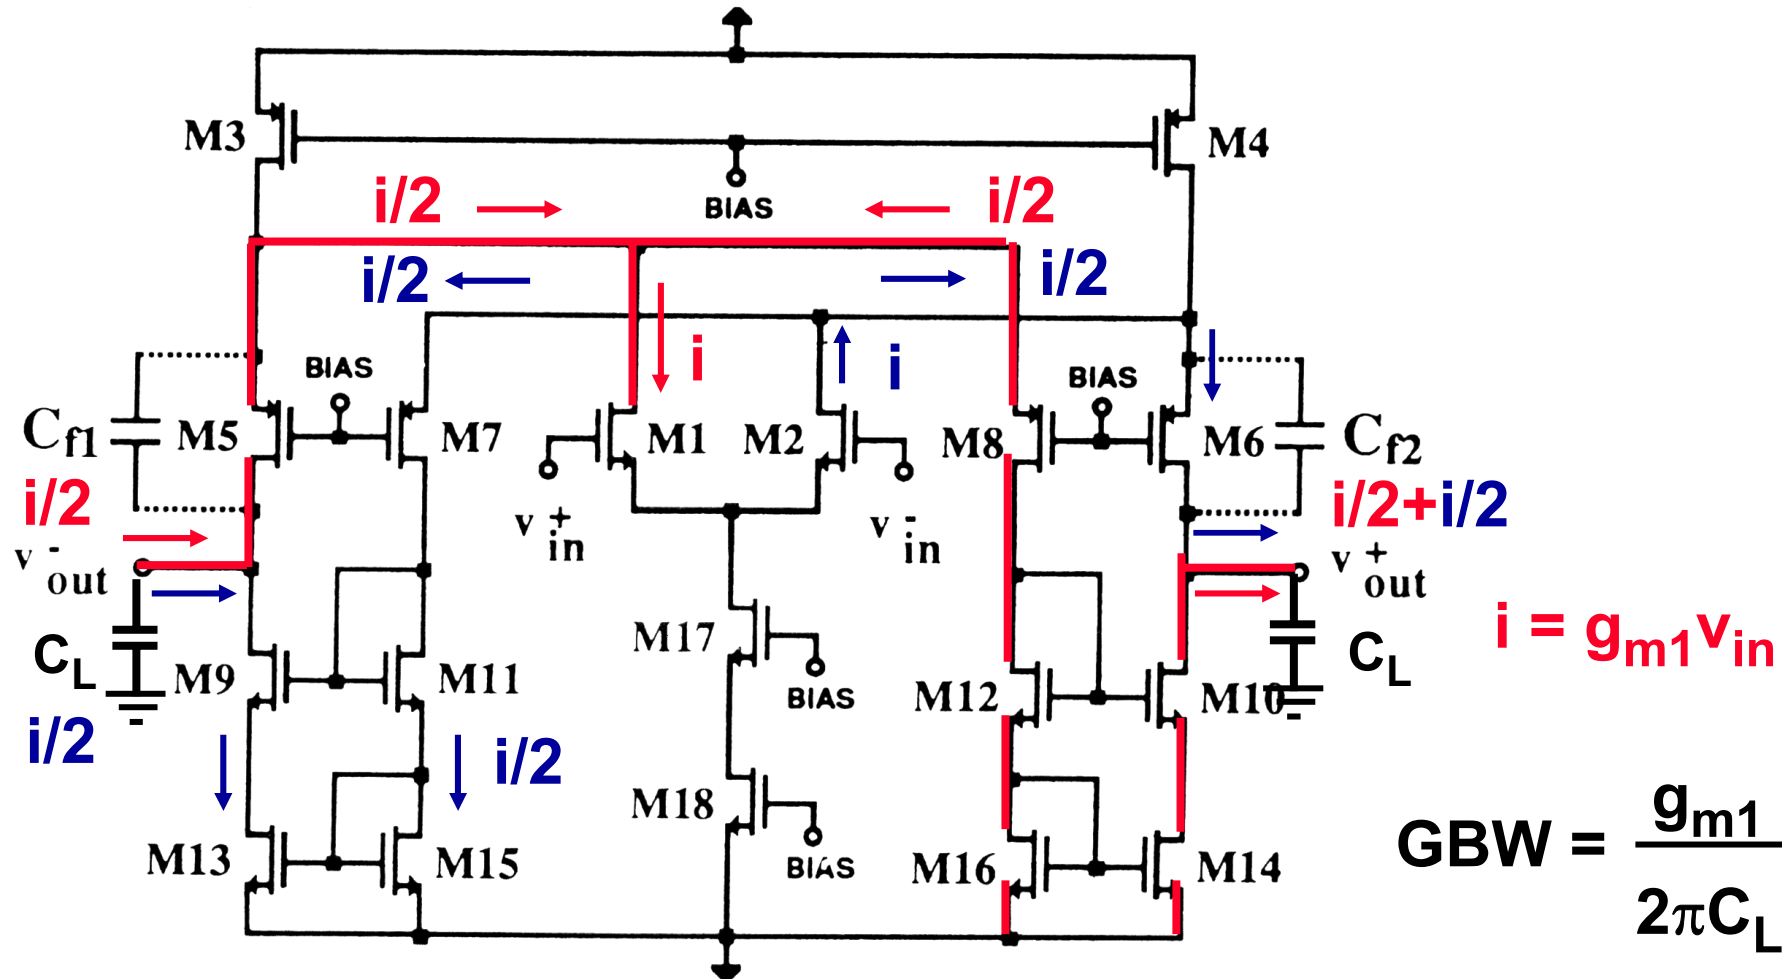 M3
M4
BIAS
i/2
i/2
i/2
i/2
BIAS
i
i
BIAS
Cf1
M5
M7
M1
M2
M8
M6
Cf2
i/2
i/2+i/2
v+in
v-in
v-out
v+out
i = gm1vin
CL
M9
M11
M17
M12
M10
CL
BIAS
i/2
i/2
M18
M13
M15
BIAS
M16
M14
GBW = gm1
2πCL